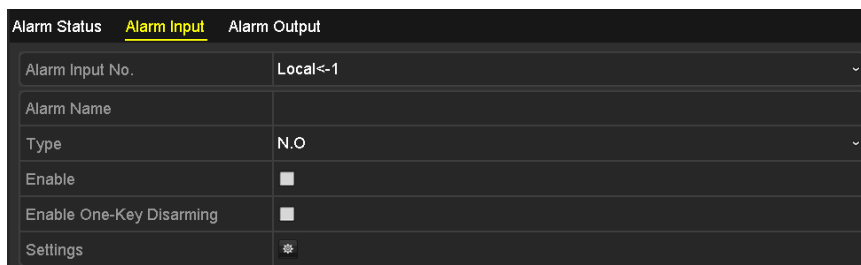 Alarm Status Alarm Input Alarm Output
Alarm Input No. Local<-1
Alarm Name
Type N.O
Enable
Enable One-Key Disarming
Settings